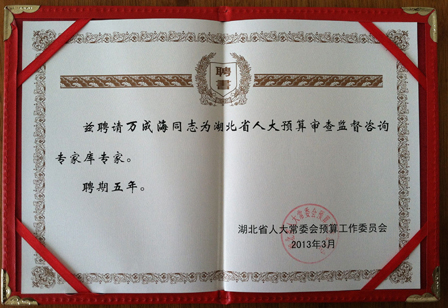 聘书
兹聘请万成海同志为湖北省人大预算审查监督咨询
专家库专家。
聘期五年。
湖北省人大常委会预算工作委员会
2013年3月